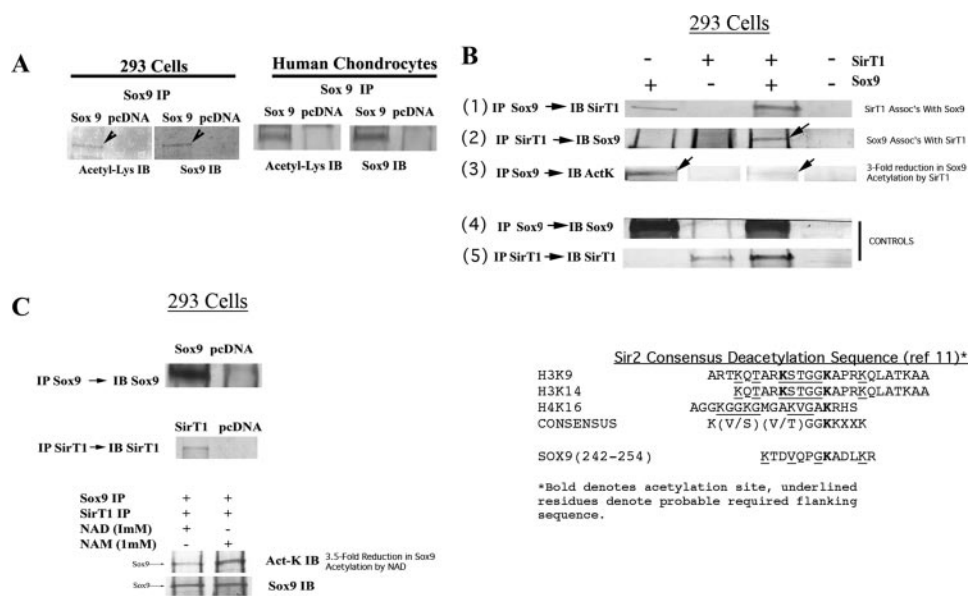 A
293 Cells
Sox9 IP
Sox 9 pcDNA Sox 9 pcDNA
Acetyl-Lys IB Sox9 IB
Human Chondrocytes
Sox 9 IP
Sox 9 pcDNA Sox 9 pcDNA
Acetyl-Lys IB Sox9 IB
B
293 Cells
- + + - SirT1
+ - + - Sox9
(1) IP Sox9 → IB SirT1 SirT1 Assoc's With Sox9
(2) IP SirT1 → IB Sox9 Sox9 Assoc's With SirT1
(3) IP Sox9 → IB ActK 3-Fold reduction in Sox9
Acetylation by SirT1
(4) IP Sox9 → IB Sox9
CONTROLS
(5) IP SirT1 → IB SirT1
C
293 Cells
Sox9 pcDNA
IP Sox9 → IB Sox9
SirT1 pcDNA
IP SirT1 → IB SirT1
Sox9 IP + +
SirT1 IP + +
NAD (1mM) + -
NAM (1mM) - +
Sox9→ Act-K IB 3.5-Fold Reduction in Sox9
Acetylation by NAD
Sox9→ Sox9 IB
Sir2 Consensus Deacetylation Sequence (ref 11)*
H3K9 ARTKQTARKSTGGKAPRKQLATKAA
H3K14 KQTARKSTGGKAPRKQLATKAA
H4K16 AGGKGGKGMGAKVGAKRHS
CONSENSUS K(V/S)(V/T)GGKKXXK
SOX9(242-254) KTDVQPGKADLKR
*Bold denotes acetylation site, underlined
residues denote probable required flanking
sequence.